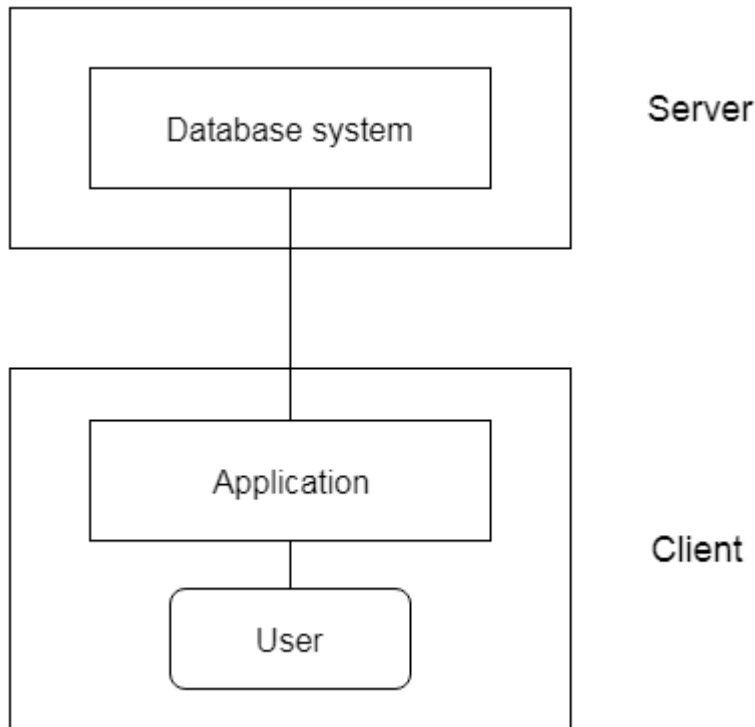 Database system
Server
Application
Client
User